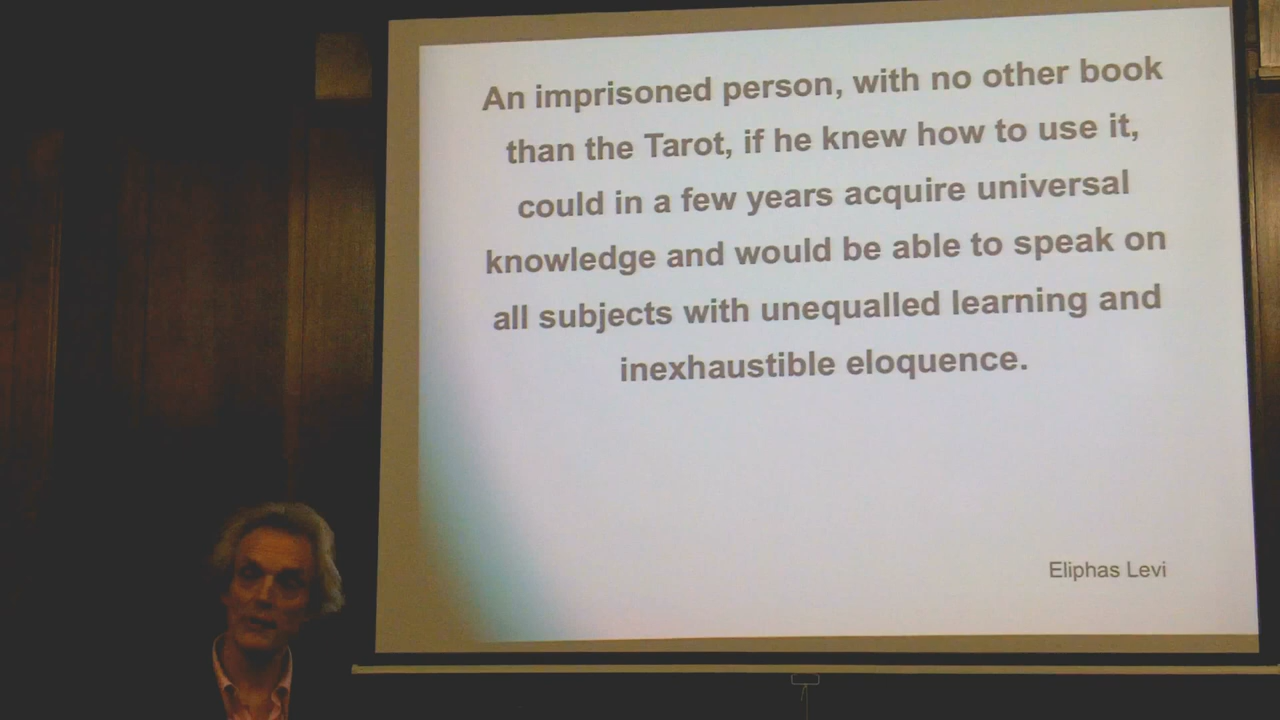 An imprisoned person, with no other book
than the Tarot, if he knew how to use it,
could in a few years acquire universal
knowledge and would be able to speak on
all subjects with unequalled learning and
inexhaustible eloquence.
Eliphas Levi